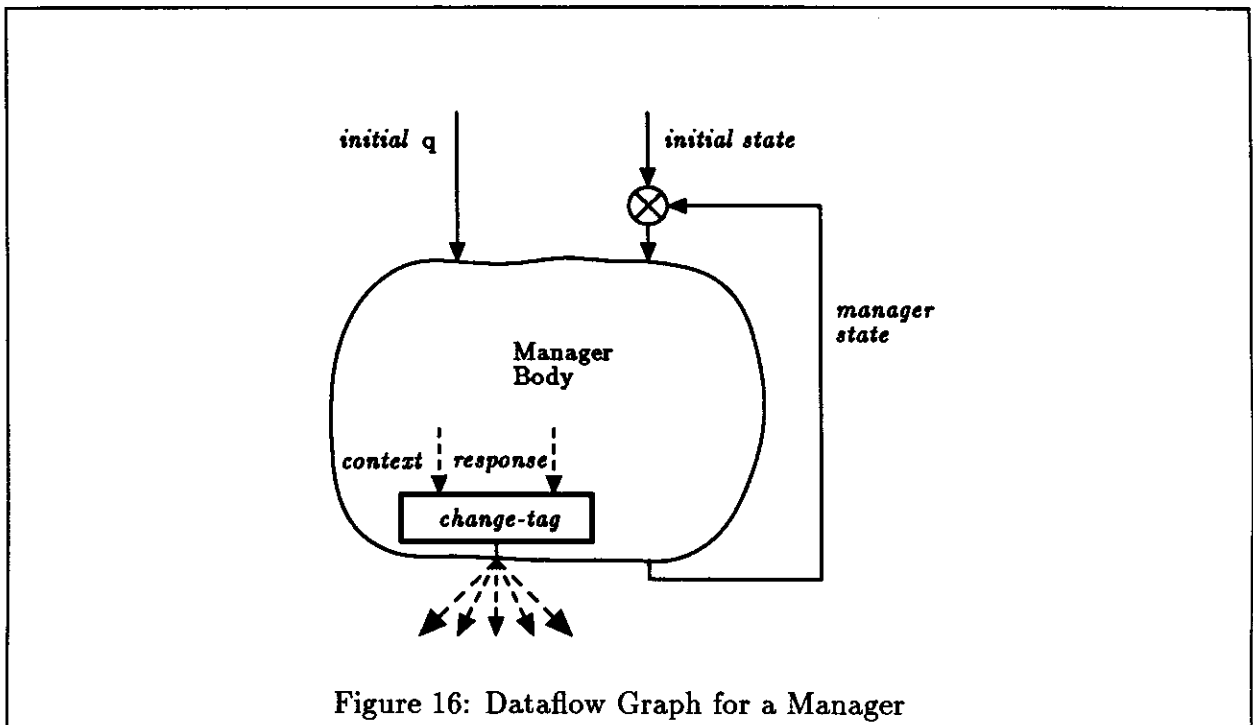 initial q
initial state
manager
state
Manager
Body
context
response
change-tag
Figure 16: Dataflow Graph for a Manager